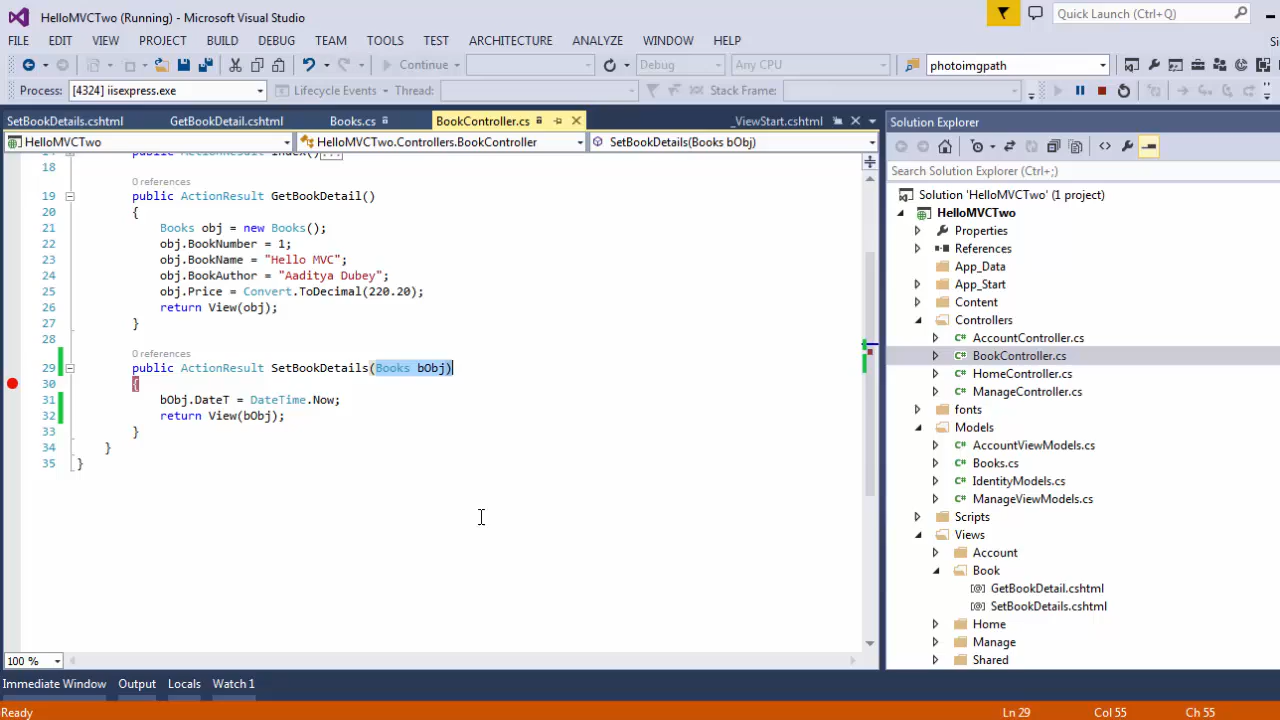 HelloMVCTwo (Running) - Microsoft Visual Studio
Quick Launch (Ctrl+;)
FILE EDIT VIEW PROJECT BUILD DEBUG TEAM TOOLS TEST ARCHITECTURE ANALYZE WINDOW HELP
Si
Continue Debug Any CPU photoimgpath
Process: [4324] iisexpress.exe Lifecycle Events Thread: Stack Frame:
SetBookDetails.cshtml GetBookDetail.cshtml Books.cs BookController.cs _ViewStart.cshtml
HelloMVCTwo HelloMVCTwo.Controllers.BookController SetBookDetails(Books bObj)
18
0 references
19 public ActionResult GetBookDetail()
20 {
21 Books obj = new Books();
22 obj.BookNumber = 1;
23 obj.BookName = "Hello MVC";
24 obj.BookAuthor = "Aaditya Dubey";
25 obj.Price = Convert.ToDecimal(220.20);
26 return View(obj);
27 }
28
0 references
29 public ActionResult SetBookDetails(Books bObj)
30 {
31 bObj.DateT = DateTime.Now;
32 return View(bObj);
33 }
34 }
35 }
100 %
Solution Explorer
Search Solution Explorer (Ctrl+;)
Solution 'HelloMVCTwo' (1 project)
HelloMVCTwo
Properties
References
App_Data
App_Start
Content
Controllers
C# AccountController.cs
C# BookController.cs
C# HomeController.cs
C# ManageController.cs
fonts
Models
C# AccountViewModels.cs
C# Books.cs
C# IdentityModels.cs
C# ManageViewModels.cs
Scripts
Views
Account
Book
[@] GetBookDetail.cshtml
[@] SetBookDetails.cshtml
Home
Manage
Shared
Immediate Window Output Locals Watch 1
Ready Ln 29 Col 55 Ch 55